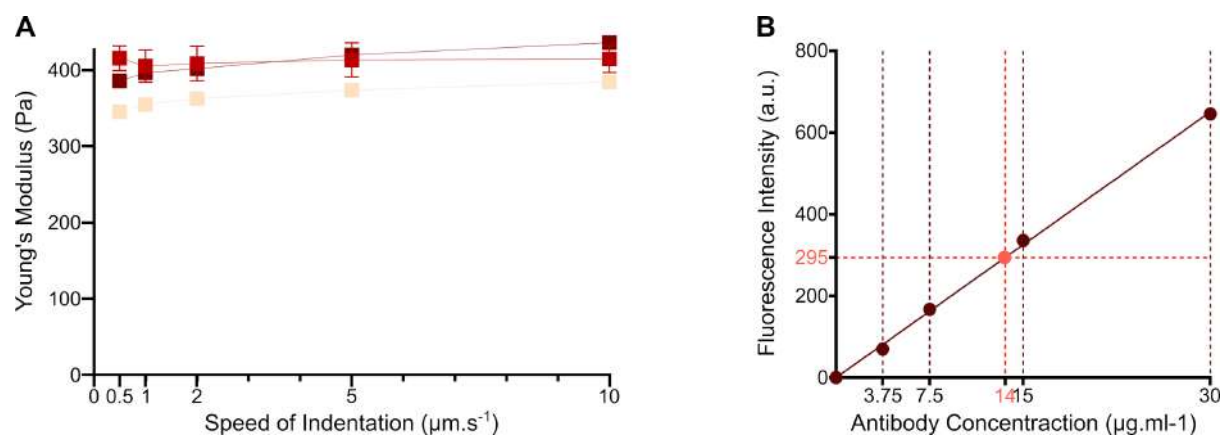 A
Young's Modulus (Pa)
400
300
200
400
0
0 0.5 1 2 5 10
Speed of Indentation (µm.s⁻¹)
B
Fluorescence Intensity (a.u.)
800
600
400
295
200
0
3.75 7.5 14 15 30
Antibody Concentraction (µg.ml-1)